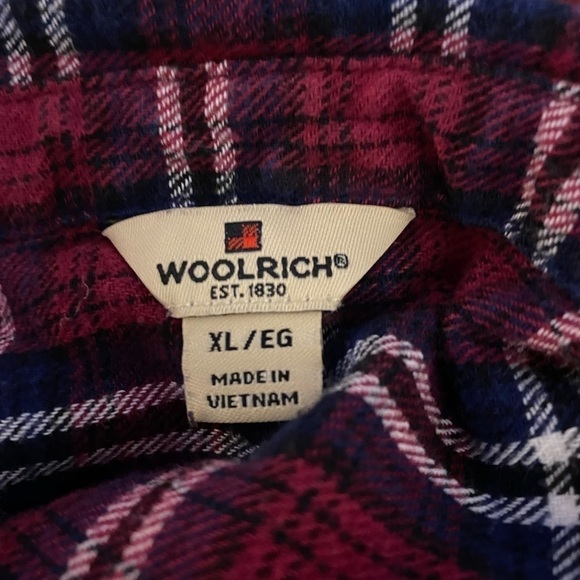 WOOLRICH®
EST. 1830
XL/EG
MADE IN
VIETNAM